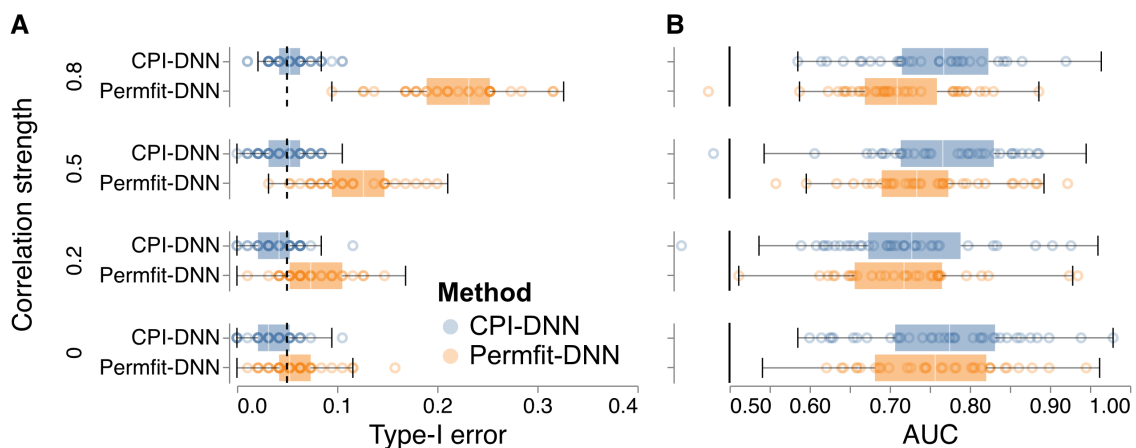 A
B
Correlation strength
0.8
CPI-DNN
Permfit-DNN
0.5
CPI-DNN
Permfit-DNN
0.2
CPI-DNN
Permfit-DNN
0
CPI-DNN
Permfit-DNN
Method
CPI-DNN
Permfit-DNN
0.0 0.1 0.2 0.3 0.4
Type-I error
0.50 0.60 0.70 0.80 0.90 1.00
AUC